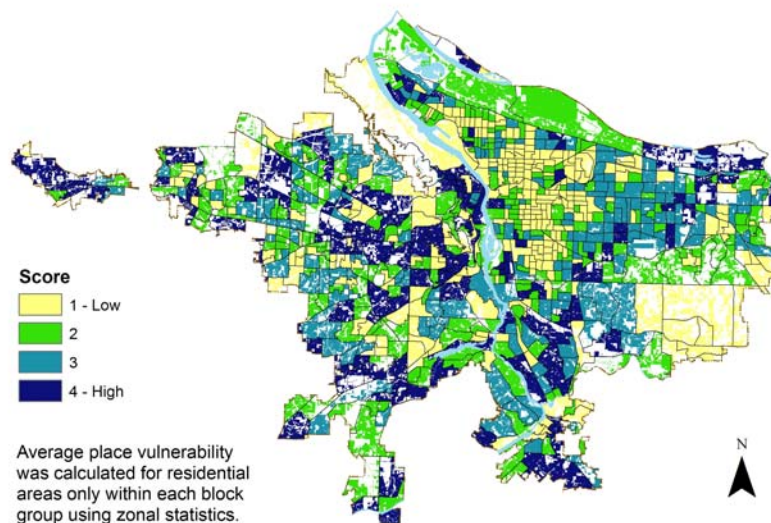 Score
1 - Low
2
3
4 - High
Average place vulnerability
was calculated for residential
areas only within each block
group using zonal statistics.
N